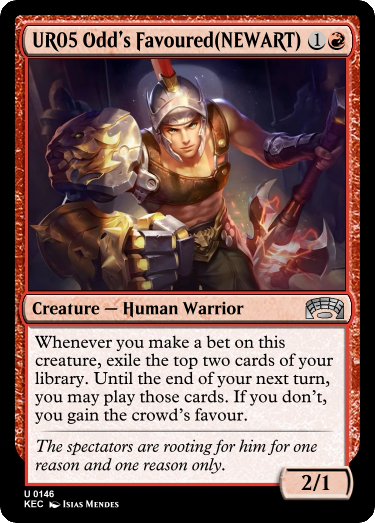 UR05 Odd's Favoured(NEWART) 1
Creature — Human Warrior
Whenever you make a bet on this
creature, exile the top two cards of your
library. Until the end of your next turn,
you may play those cards. If you don't,
you gain the crowd's favour.
The spectators are rooting for him for one
reason and one reason only.
2/1
U 0146
KEC Isias Mendes